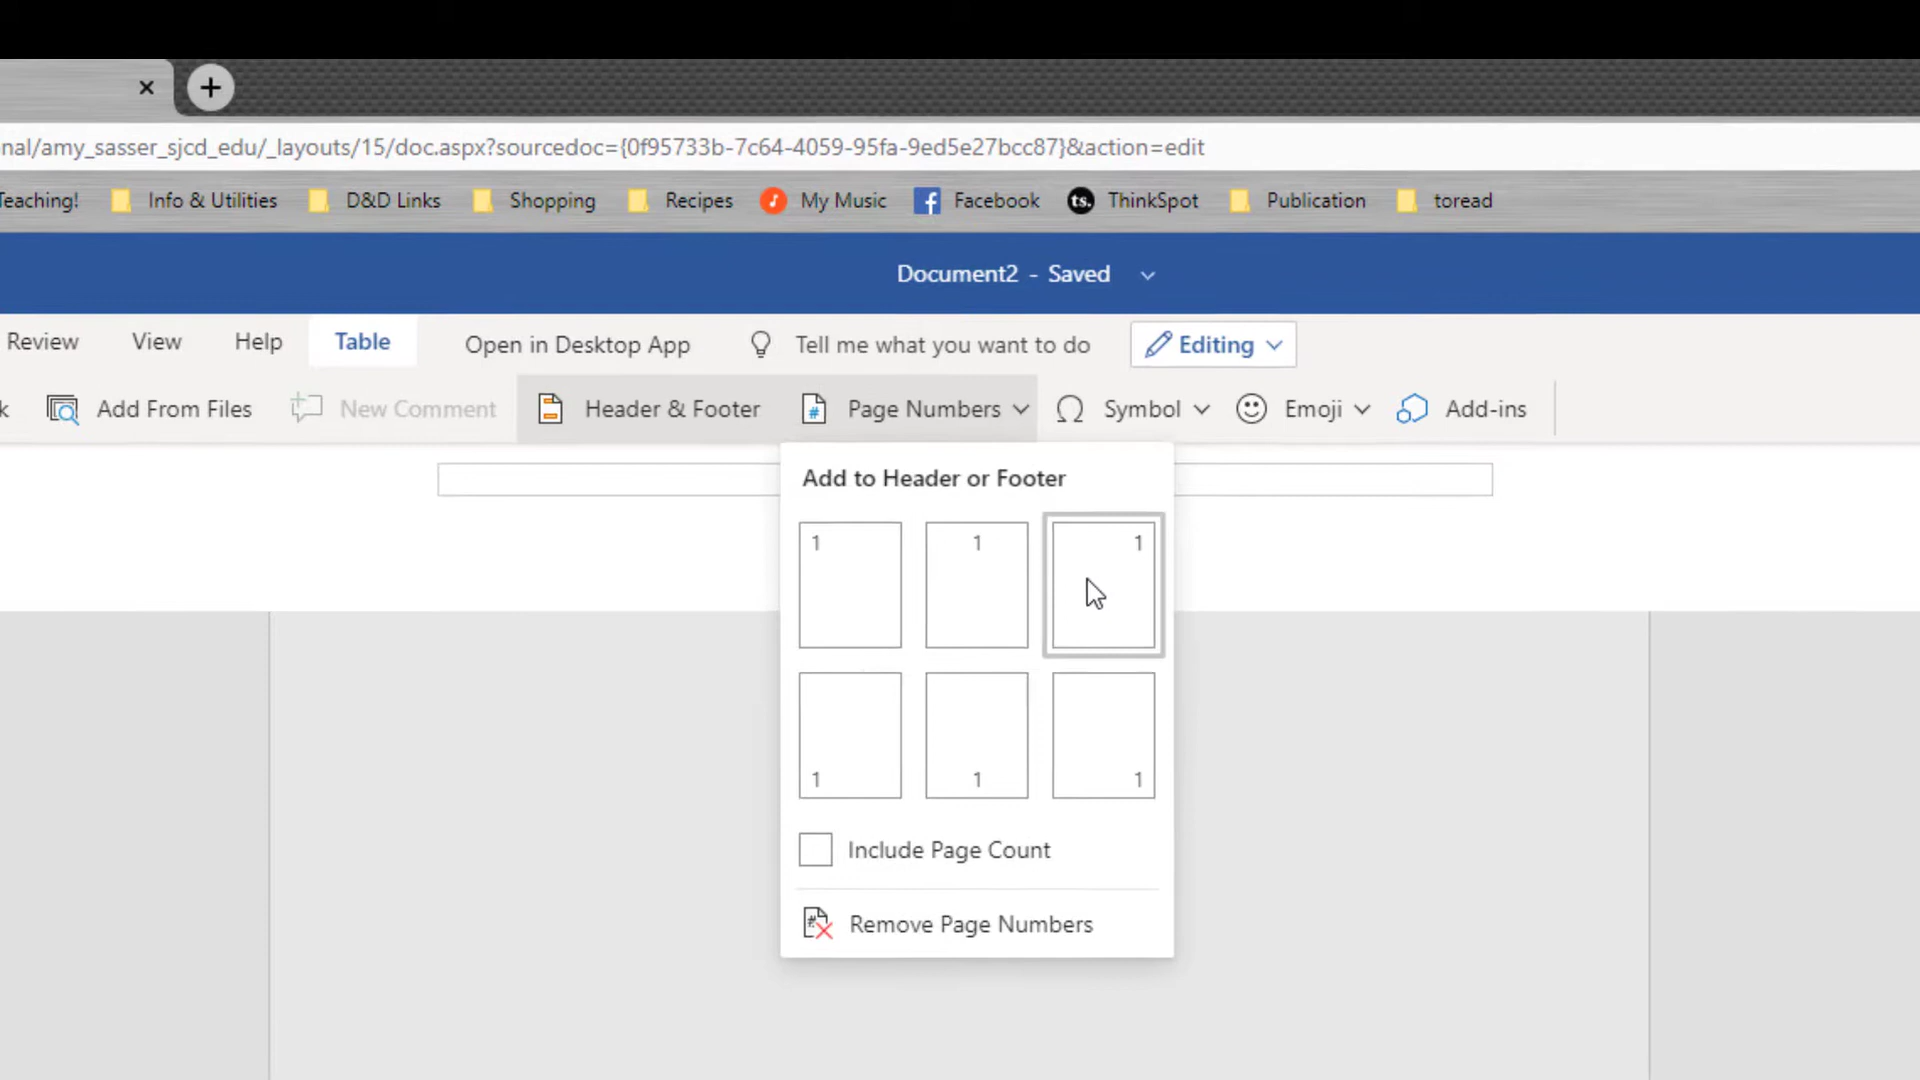 nal/amy_sasser_sjcd_edu/_layouts/15/doc.aspx?sourcedoc={0f95733b-7c64-4059-95fa-9ed5e27bcc87}&action=edit
Teaching! Info & Utilities D&D Links Shopping Recipes My Music Facebook ts. ThinkSpot Publication toread
Document2 - Saved
Review View Help Table Open in Desktop App Tell me what you want to do Editing
k Add From Files New Comment Header & Footer # Page Numbers Ω Symbol Emoji Add-ins
Add to Header or Footer
1 1 1
1 1 1
Include Page Count
Remove Page Numbers